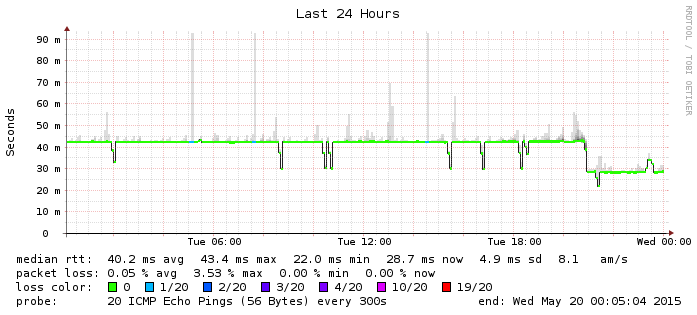 Last 24 Hours
RRDTOOL / TOBI OETIKER
Seconds
90 m
80 m
70 m
60 m
50 m
40 m
30 m
20 m
10 m
0
Tue 06:00 Tue 12:00 Tue 18:00 Wed 00:00
median rtt: 40.2 ms avg 43.4 ms max 22.0 ms min 28.7 ms now 4.9 ms sd 8.1 am/s
packet loss: 0.05 % avg 3.53 % max 0.00 % min 0.00 % now
loss color: 0 1/20 2/20 3/20 4/20 10/20 19/20
probe: 20 ICMP Echo Pings (56 Bytes) every 300s end: Wed May 20 00:05:04 2015